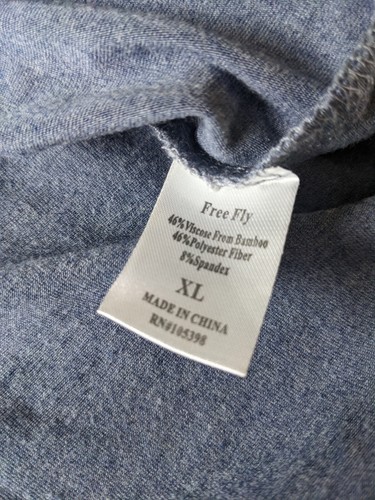 Free Fly
46%Viscose From Bamboo
46%Polyester Fiber
8%Spandex
XL
MADE IN CHINA
RN#105398